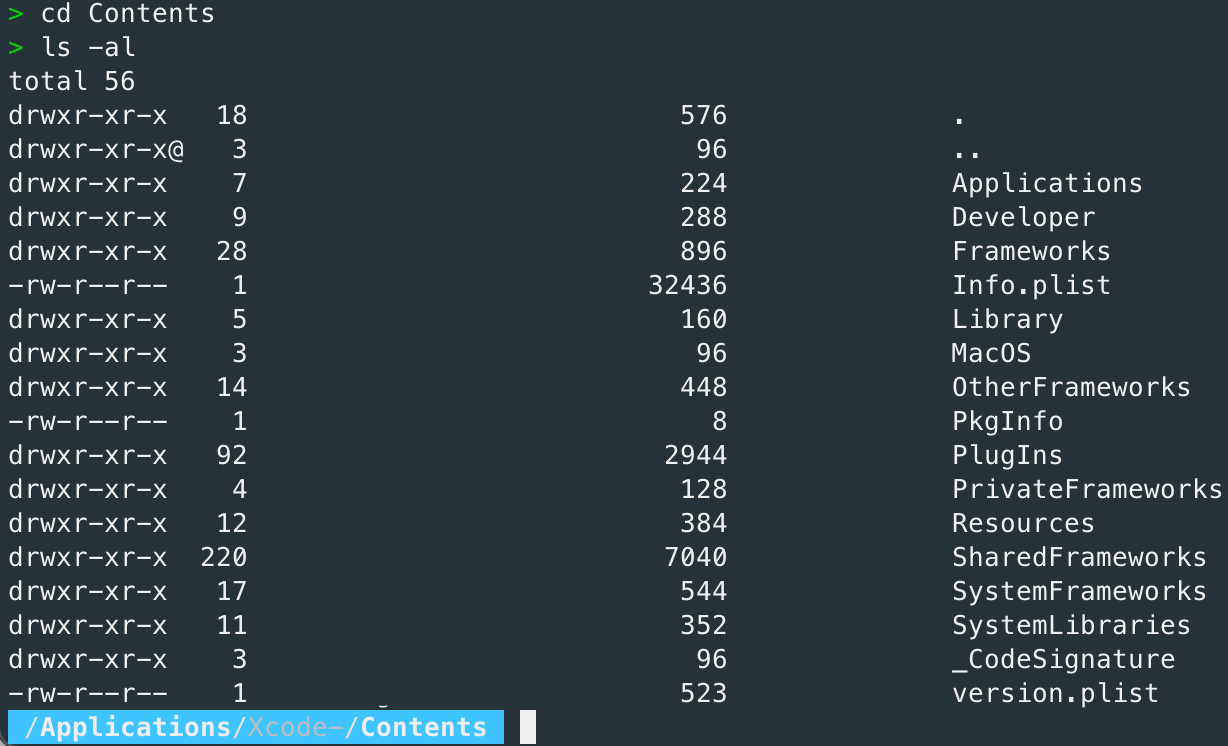 > cd Contents
> ls -al
total 56
drwxr-xr-x   18                           576              .
drwxr-xr-x@   3                            96              ..
drwxr-xr-x    7                           224              Applications
drwxr-xr-x    9                           288              Developer
drwxr-xr-x   28                           896              Frameworks
-rw-r--r--    1                         32436              Info.plist
drwxr-xr-x    5                           160              Library
drwxr-xr-x    3                            96              MacOS
drwxr-xr-x   14                           448              OtherFrameworks
-rw-r--r--    1                             8              PkgInfo
drwxr-xr-x   92                          2944              PlugIns
drwxr-xr-x    4                           128              PrivateFrameworks
drwxr-xr-x   12                           384              Resources
drwxr-xr-x  220                          7040              SharedFrameworks
drwxr-xr-x   17                           544              SystemFrameworks
drwxr-xr-x   11                           352              SystemLibraries
drwxr-xr-x    3                            96              _CodeSignature
-rw-r--r--    1                           523              version.plist
/Applications/Xcode~/Contents